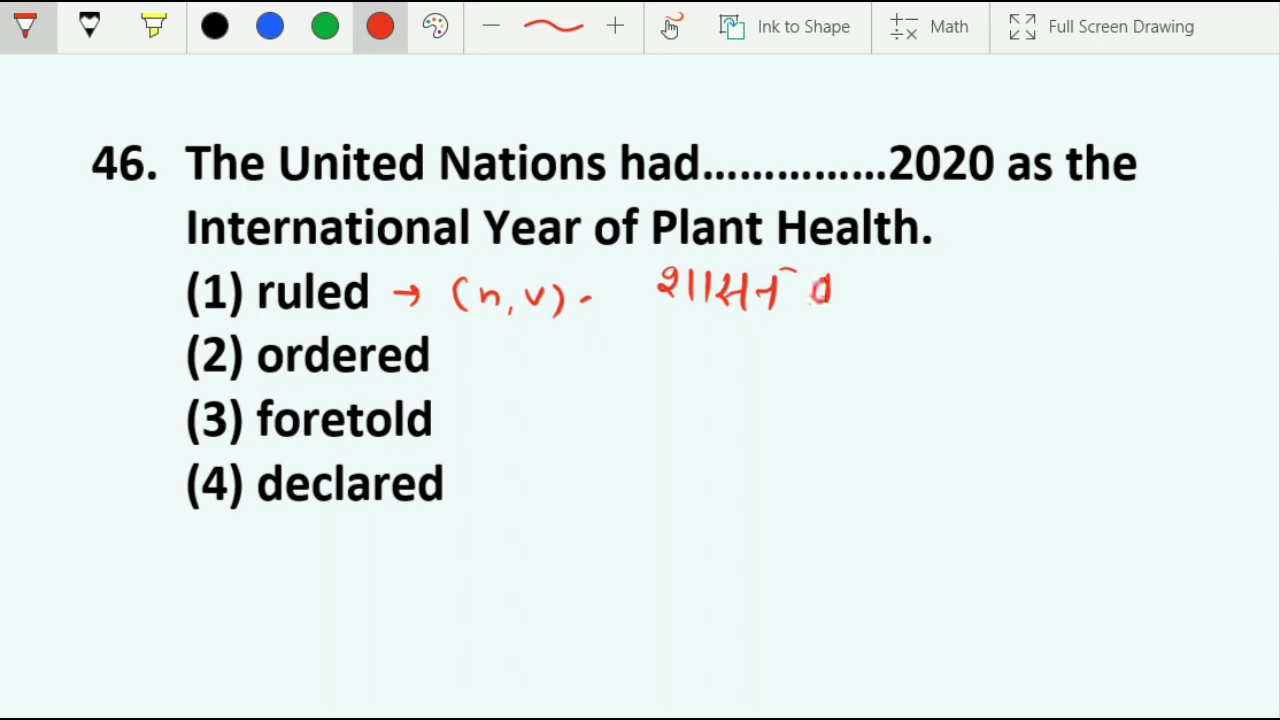 Ink to Shape Math Full Screen Drawing
46. The United Nations had...............2020 as the
International Year of Plant Health.
(1) ruled → (n, v) - शासन
(2) ordered
(3) foretold
(4) declared